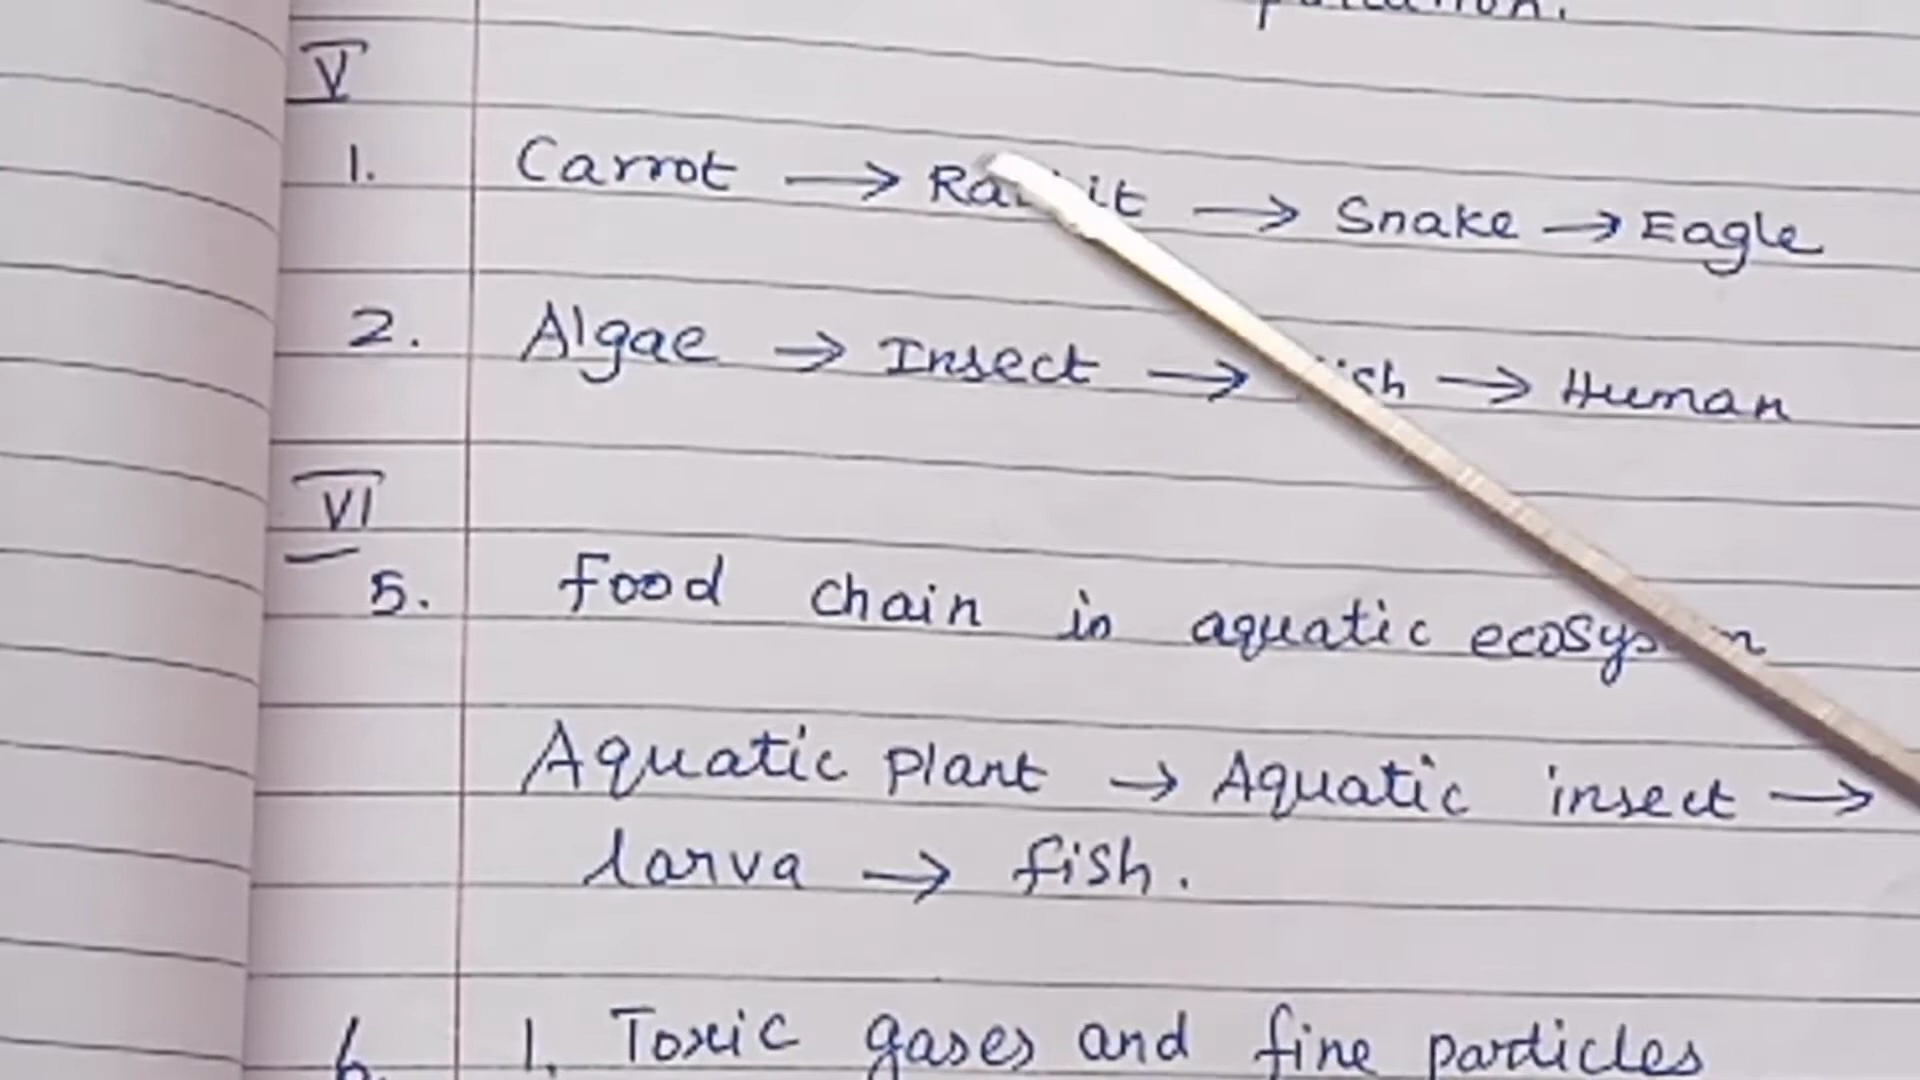 V
1. Carrot → → Snake → Eagle
2. Algae → Insect → → Human
VI
5. Food chain in aquatic
Aquatic plant → Aquatic insect →
larva → fish.
6. 1. Toxic gases and fine particles